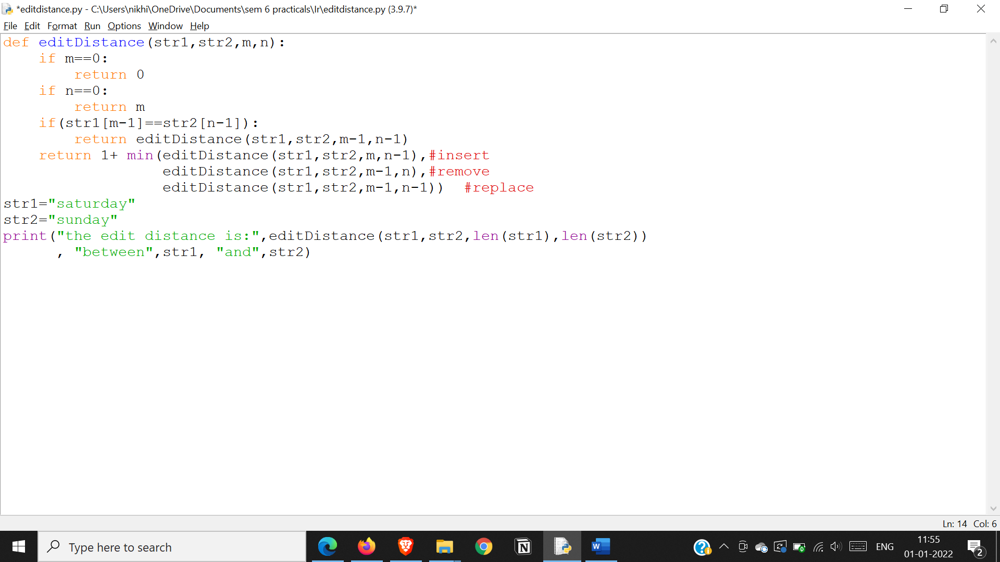 *editdistance.py - C:\Users\nikhi\OneDrive\Documents\sem 6 practicals\Ir\editdistance.py (3.9.7)*
File Edit Format Run Options Window Help
def editDistance(str1,str2,m,n):
    if m==0:
        return 0
    if n==0:
        return m
    if(str1[m-1]==str2[n-1]):
        return editDistance(str1,str2,m-1,n-1)
    return 1+ min(editDistance(str1,str2,m,n-1),#insert
                  editDistance(str1,str2,m-1,n),#remove
                  editDistance(str1,str2,m-1,n-1))  #replace
str1="saturday"
str2="sunday"
print("the edit distance is:",editDistance(str1,str2,len(str1),len(str2))
      , "between",str1, "and",str2)
Ln: 14 Col: 6
Type here to search
ENG
11:55
01-01-2022
2